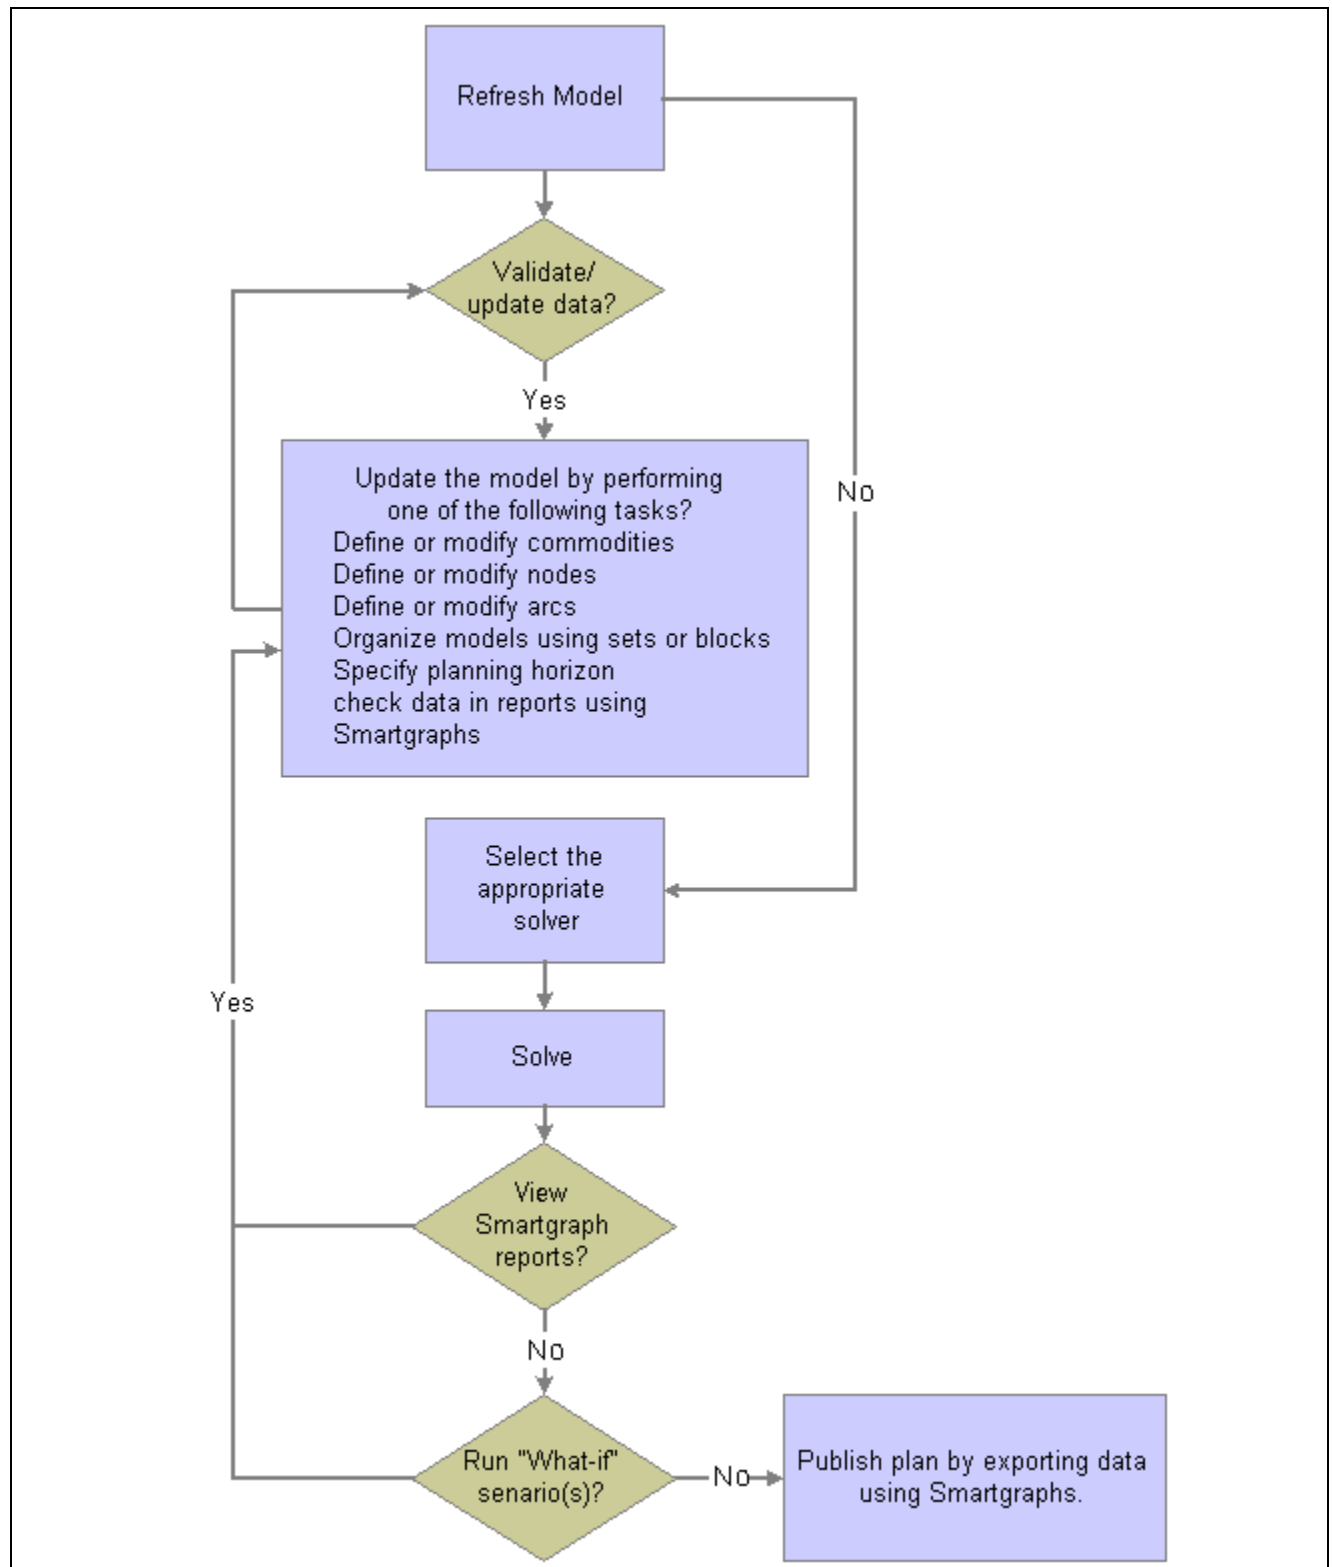 Refresh Model
Validate/
update data?
Yes
Update the model by performing
one of the following tasks?
Define or modify commodities
Define or modify nodes
Define or modify arcs
Organize models using sets or blocks
Specify planning horizon
check data in reports using
Smartgraphs
No
Select the
appropriate
solver
Yes
Solve
View
Smartgraph
reports?
No
Run "What-if"
senario(s)?
No
Publish plan by exporting data
using Smartgraphs.